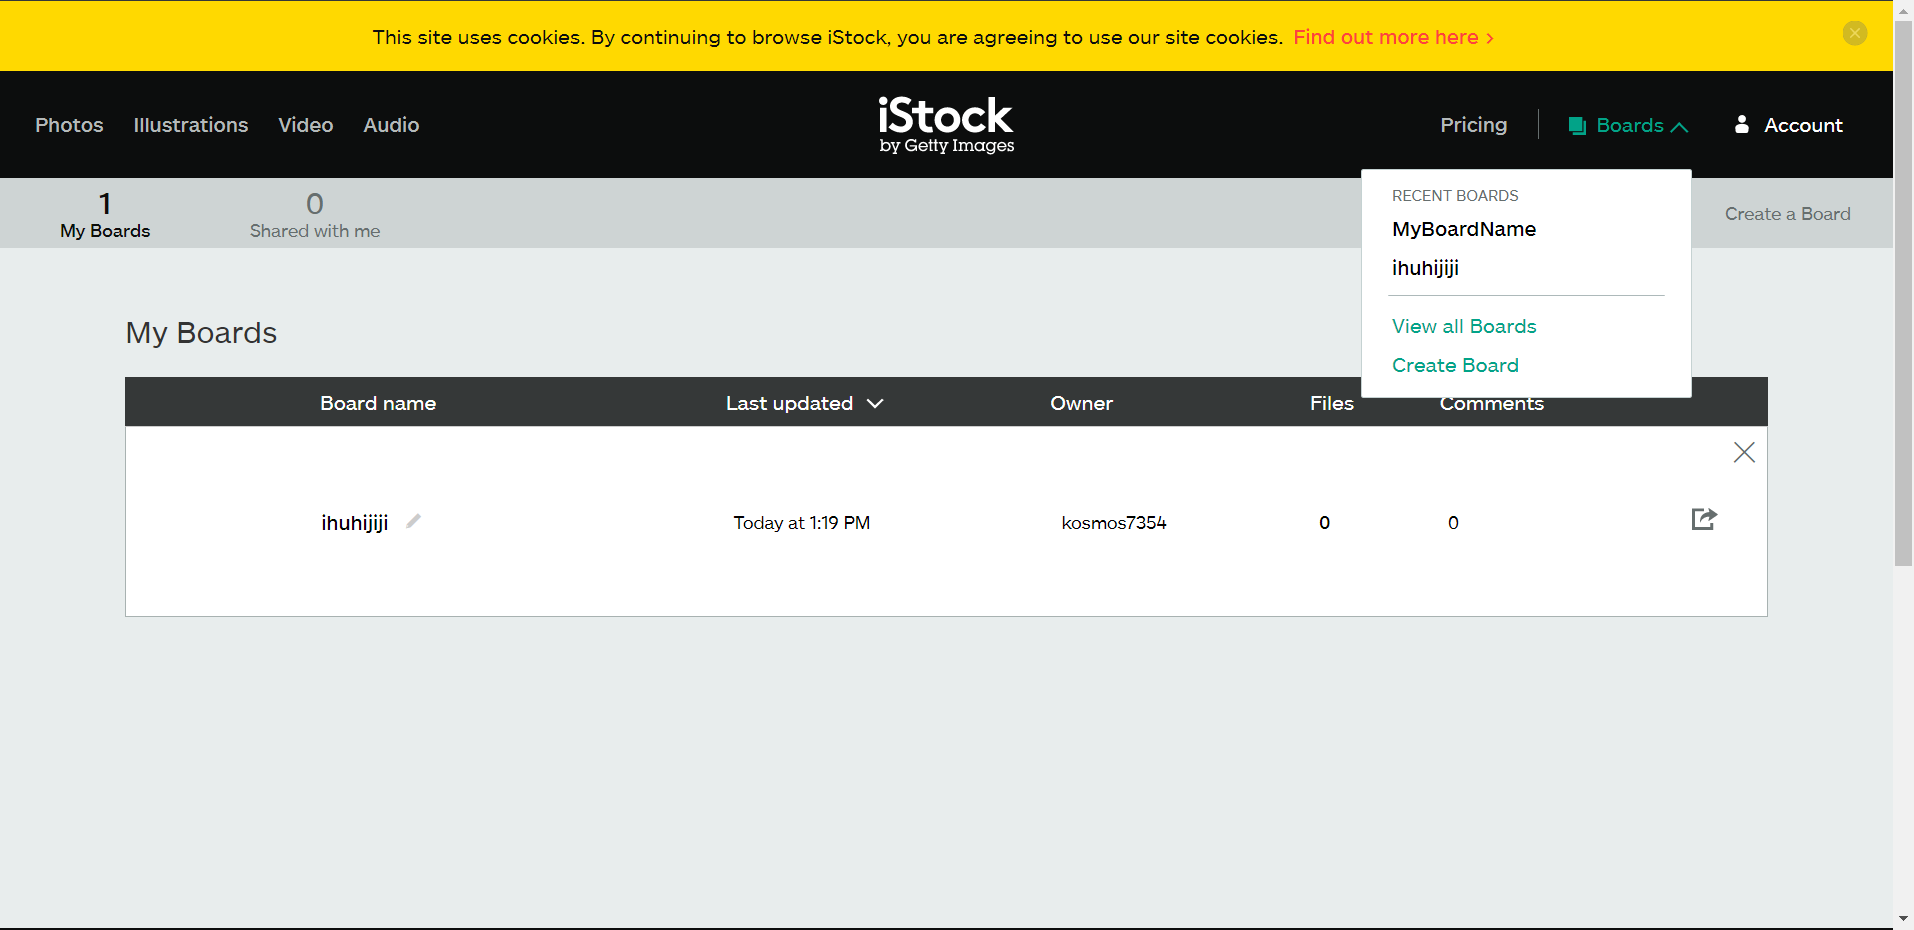 This site uses cookies. By continuing to browse iStock, you are agreeing to use our site cookies. Find out more here >
Photos Illustrations Video Audio
iStock
by Getty Images
Pricing Boards Account
1
My Boards
0
Shared with me
Create a Board
RECENT BOARDS
MyBoardName
ihuhijiji
View all Boards
Create Board
My Boards
Board name Last updated Owner Files Comments
ihuhijiji Today at 1:19 PM kosmos7354 0 0